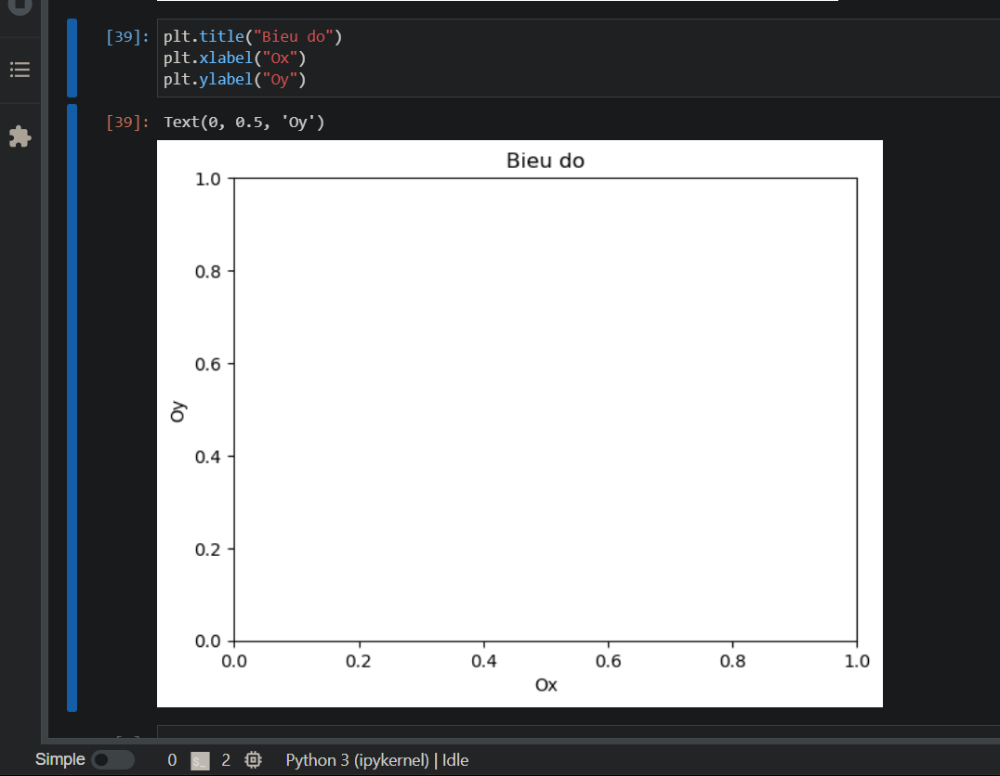 [39]: plt.title("Bieu do")
plt.xlabel("Ox")
plt.ylabel("Oy")
[39]: Text(0, 0.5, 'Oy')
Bieu do
1.0
0.8
0.6
0.4
0.2
0.0
Oy
0.0 0.2 0.4 0.6 0.8 1.0
Ox
Simple 0 s_ 2 Python 3 (ipykernel) | Idle